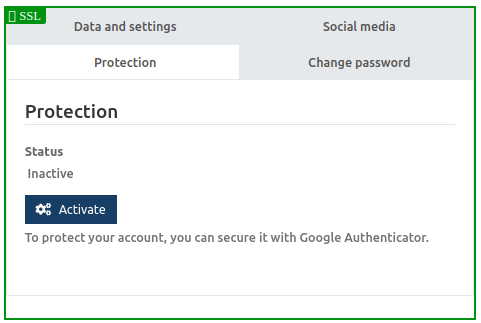 SSL
Data and settings
Social media
Protection
Change password
Protection
Status
Inactive
Activate
To protect your account, you can secure it with Google Authenticator.